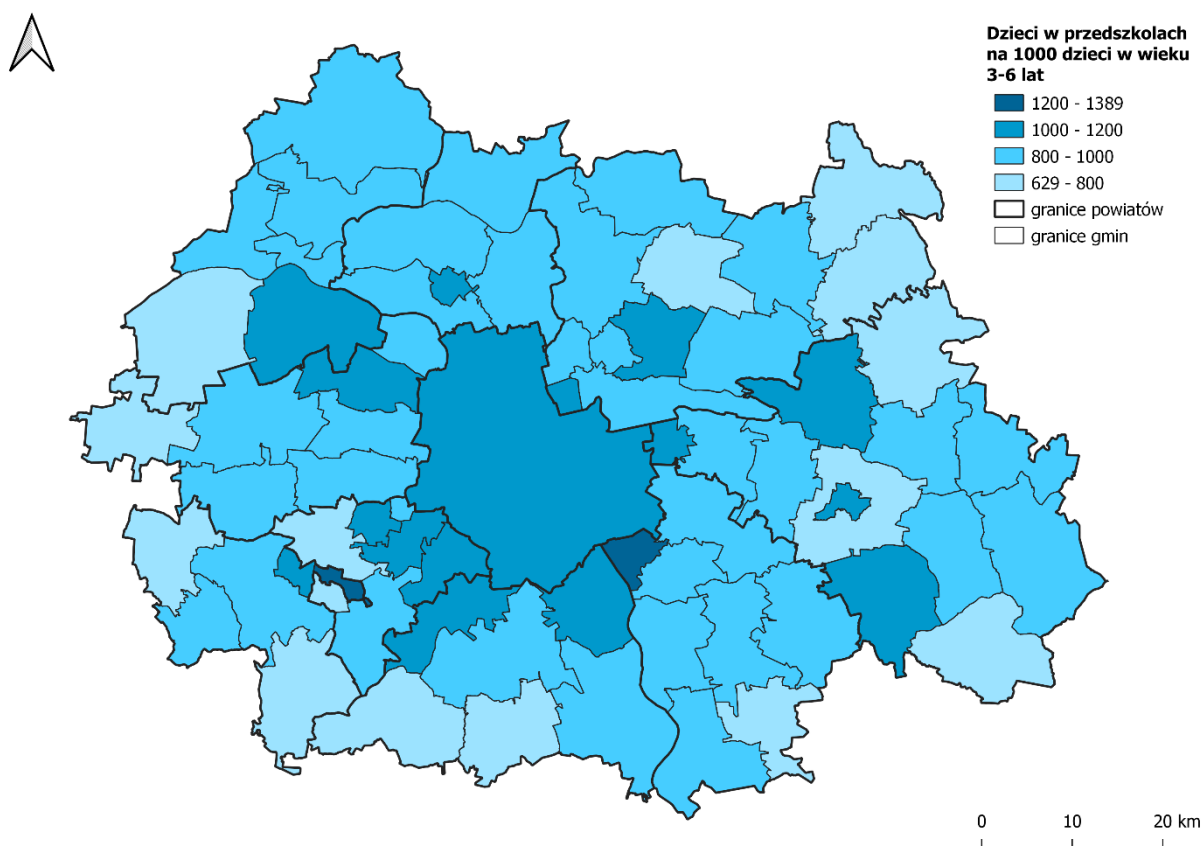 Dzieci w przedszkolach
na 1000 dzieci w wieku
3-6 lat
1200 - 1389
1000 - 1200
800 - 1000
629 - 800
granice powiatów
granice gmin
0 10 20 km